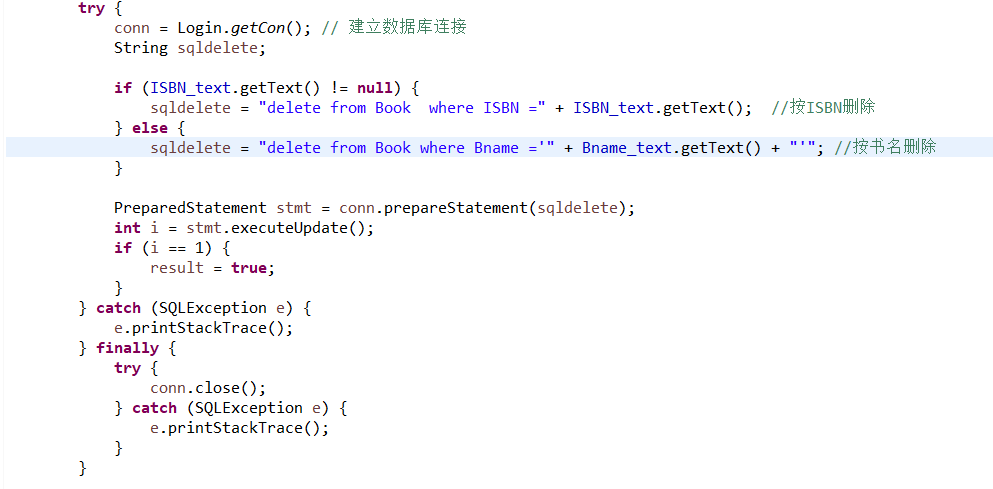 try {
conn = Login.getCon(); // 建立数据库连接
String sqldelete;
if (ISBN_text.getText() != null) {
sqldelete = "delete from Book  where ISBN =" + ISBN_text.getText();  //按ISBN删除
} else {
sqldelete = "delete from Book where Bname ='" + Bname_text.getText() + "'"; //按书名删除
}
PreparedStatement stmt = conn.prepareStatement(sqldelete);
int i = stmt.executeUpdate();
if (i == 1) {
result = true;
}
} catch (SQLException e) {
e.printStackTrace();
} finally {
try {
conn.close();
} catch (SQLException e) {
e.printStackTrace();
}
}